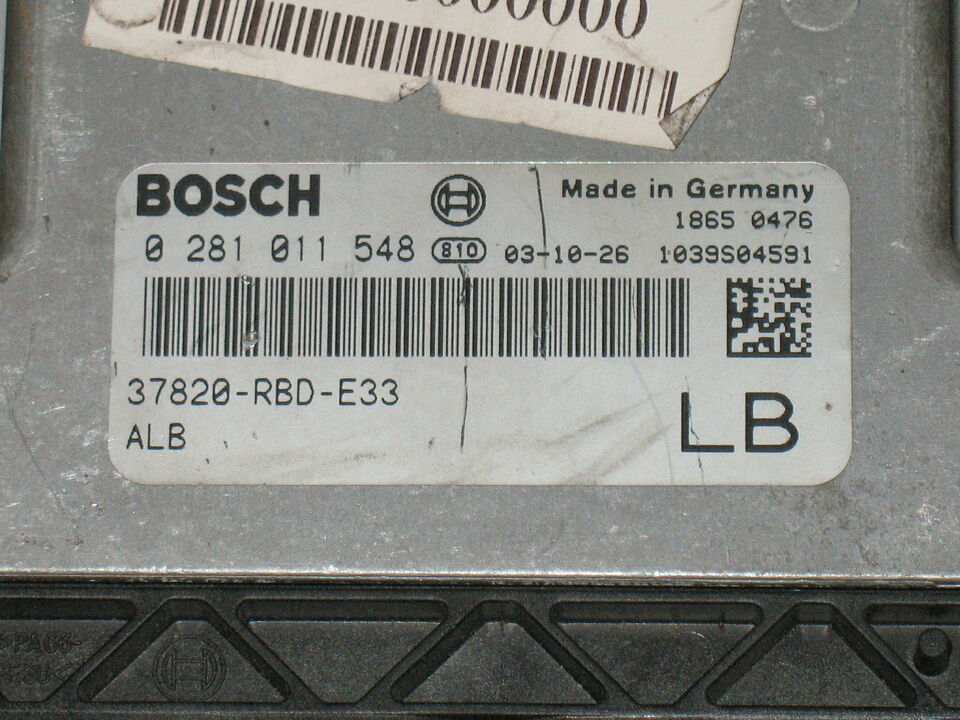 BOSCH
Made in Germany
1865 0476
0 281 011 548 810 03-10-26 1039S04591
37820-RBD-E33
ALB
LB
>PA66-